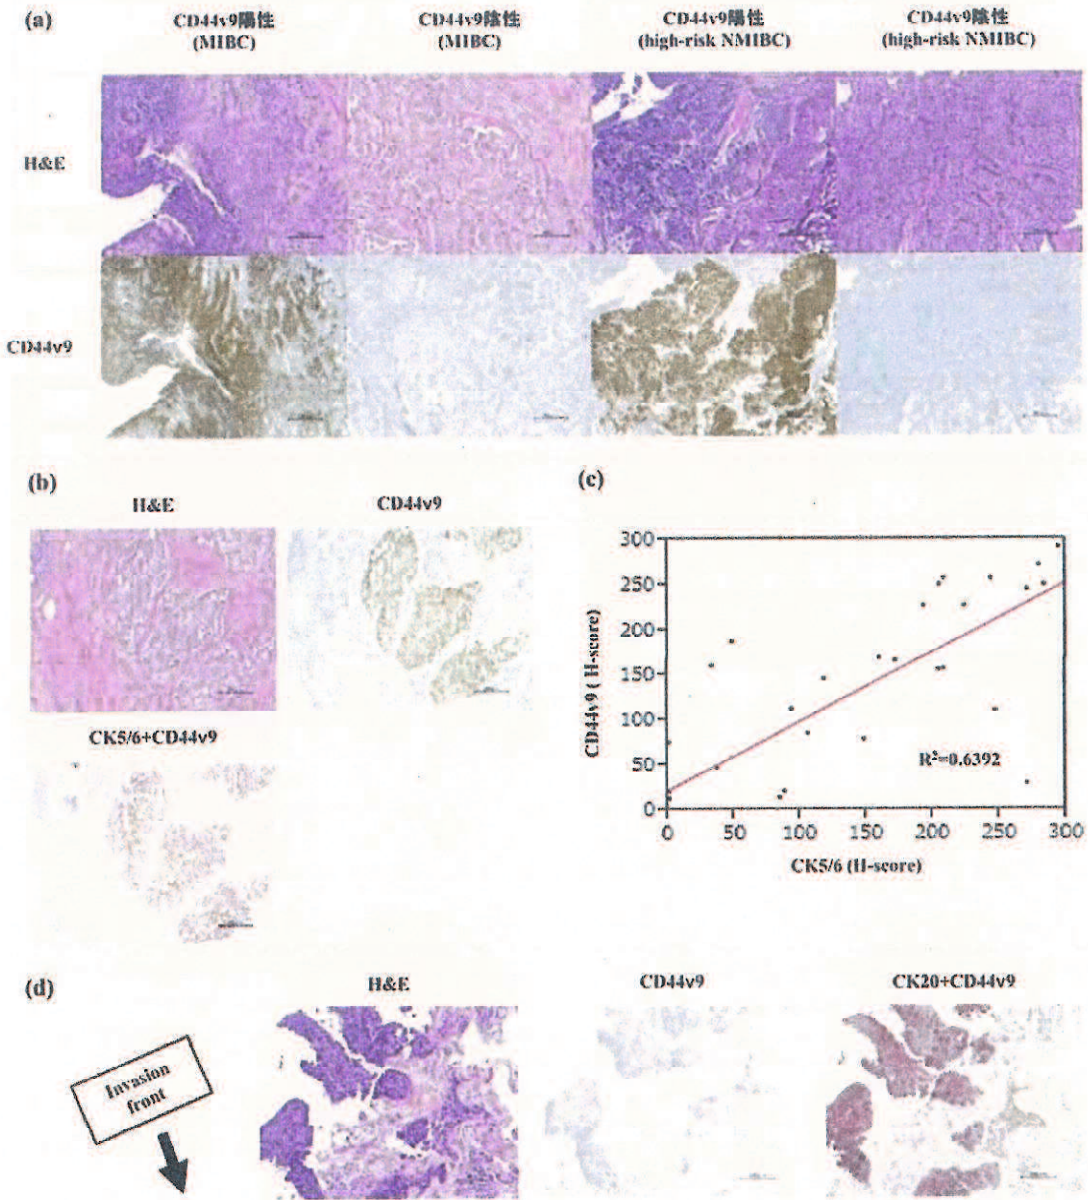 (a)
CD44v9陽性
(MIBC)
CD44v9陰性
(MIBC)
CD44v9陽性
(high-risk NMIBC)
CD44v9陰性
(high-risk NMIBC)
H&E
CD44v9
(b)
H&E
CD44v9
CK5/6+CD44v9
(c)
300
250
200
150
100
50
0
CD44v9 ( H-score)
R²=0.6392
0
50
100
150
200
250
300
CK5/6 (H-score)
(d)
H&E
CD44v9
CK20+CD44v9
Invasion
front